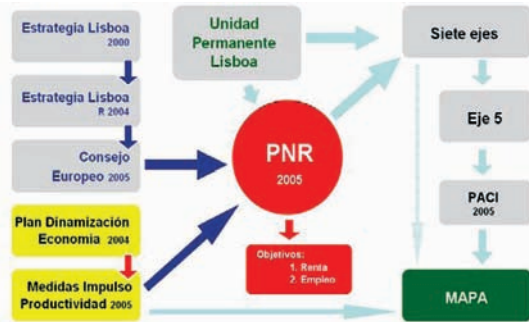 Estrategia Lisboa
2000
Estrategia Lisboa
R 2004
Consejo
Europeo 2005
Plan Dinamización
Economia 2004
Medidas Impulso
Productividad 2005
Unidad
Permanente
Lisboa
PNR
2005
Objetivos:
1. Renta
2. Empleo
Siete ejes
Eje 5
PACI
2005
MAPA